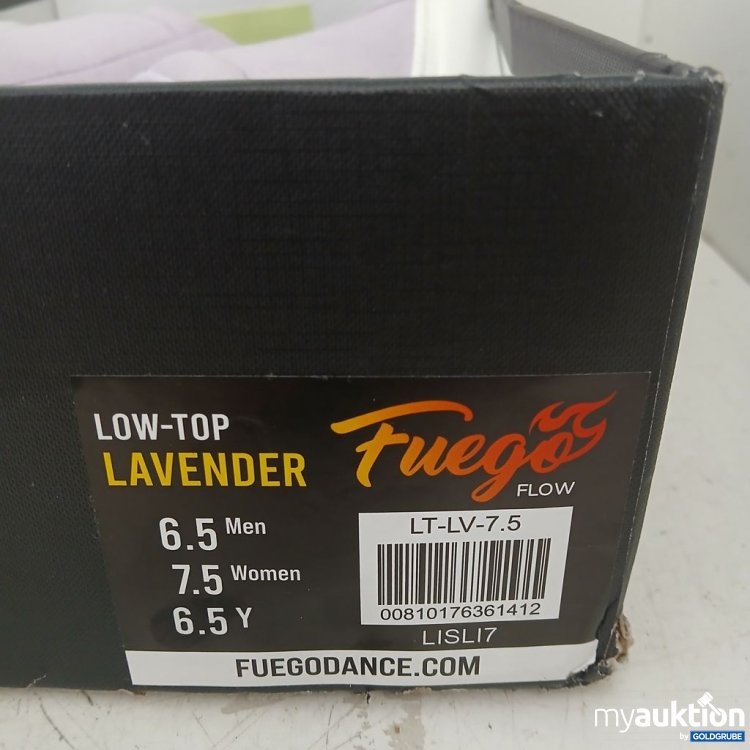 LOW-TOP
LAVENDER
Fuego
FLOW
6.5 Men
7.5 Women
6.5 Y
LT-LV-7.5
00810176361412
LISLI7
FUEGODANCE.COM
myauktion
by GOLDGRUBE